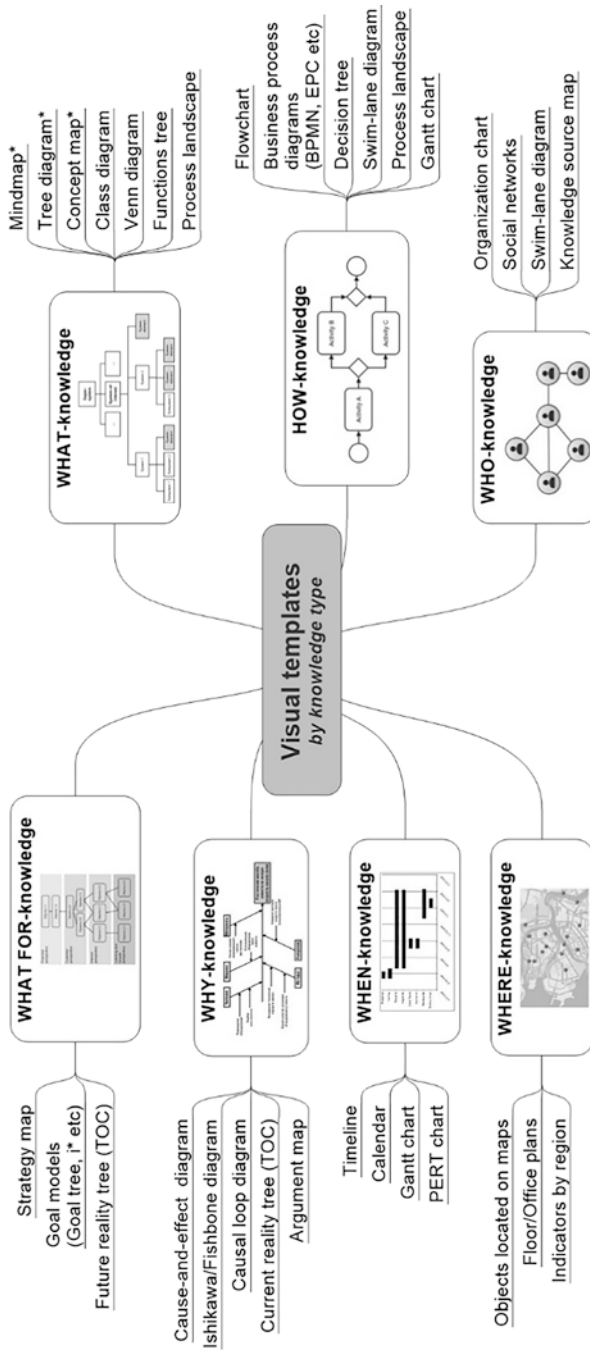 Visual templates
by knowledge type
WHAT FOR-knowledge
Strategy map
Goal models
(Goal tree, i* etc)
Future reality tree (TOC)
WHY-knowledge
Cause-and-effect diagram
Ishikawa/Fishbone diagram
Causal loop diagram
Current reality tree (TOC)
Argument map
WHEN-knowledge
Timeline
Calendar
Gantt chart
PERT chart
WHERE-knowledge
Objects located on maps
Floor/Office plans
Indicators by region
WHAT-knowledge
Mindmap*
Tree diagram*
Concept map*
Class diagram
Venn diagram
Functions tree
Process landscape
HOW-knowledge
Activity A
Activity B
Activity C
Flowchart
Business process
diagrams
(BPMN, EPC etc)
Decision tree
Swim-lane diagram
Process landscape
Gantt chart
WHO-knowledge
Organization chart
Social networks
Swim-lane diagram
Knowledge source map